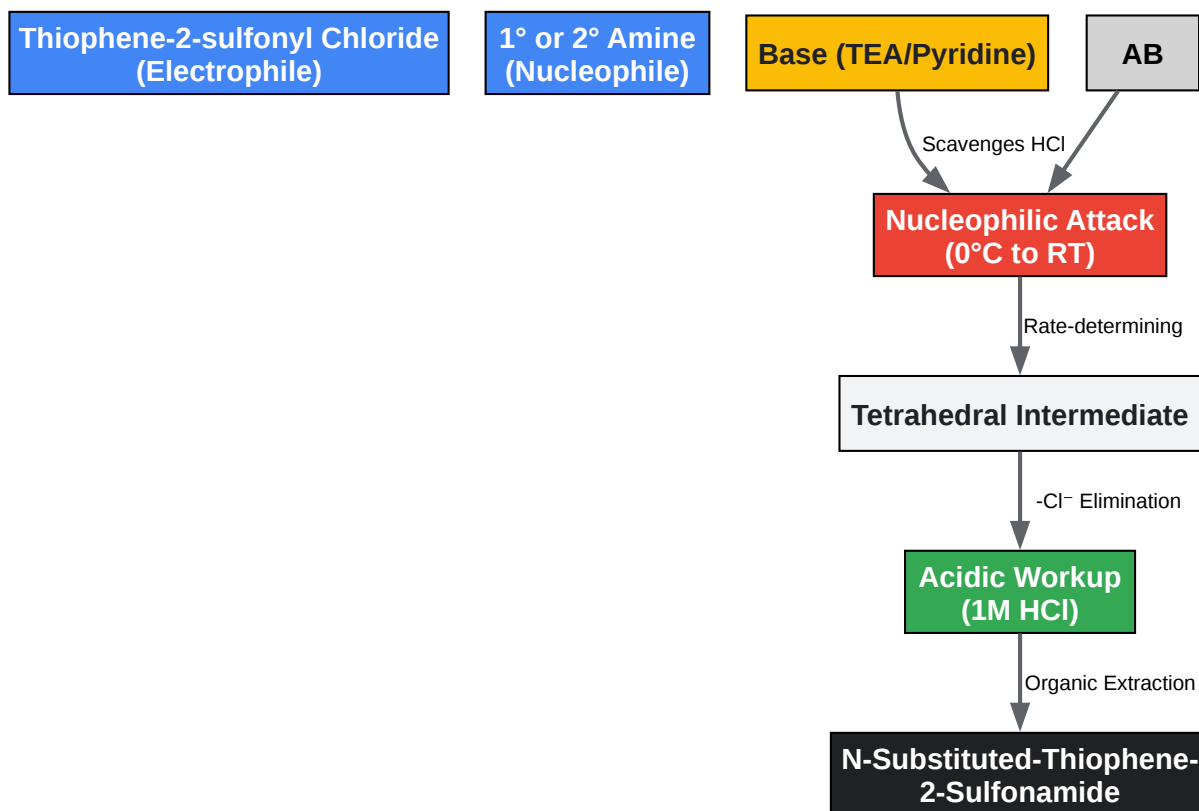 Thiophene-2-sulfonyl Chloride
(Electrophile)
1° or 2° Amine
(Nucleophile)
Base (TEA/Pyridine)
AB
Scavenges HCl
Nucleophilic Attack
(0°C to RT)
Rate-determining
Tetrahedral Intermediate
-Cl⁻ Elimination
Acidic Workup
(1M HCl)
Organic Extraction
N-Substituted-Thiophene-
2-Sulfonamide